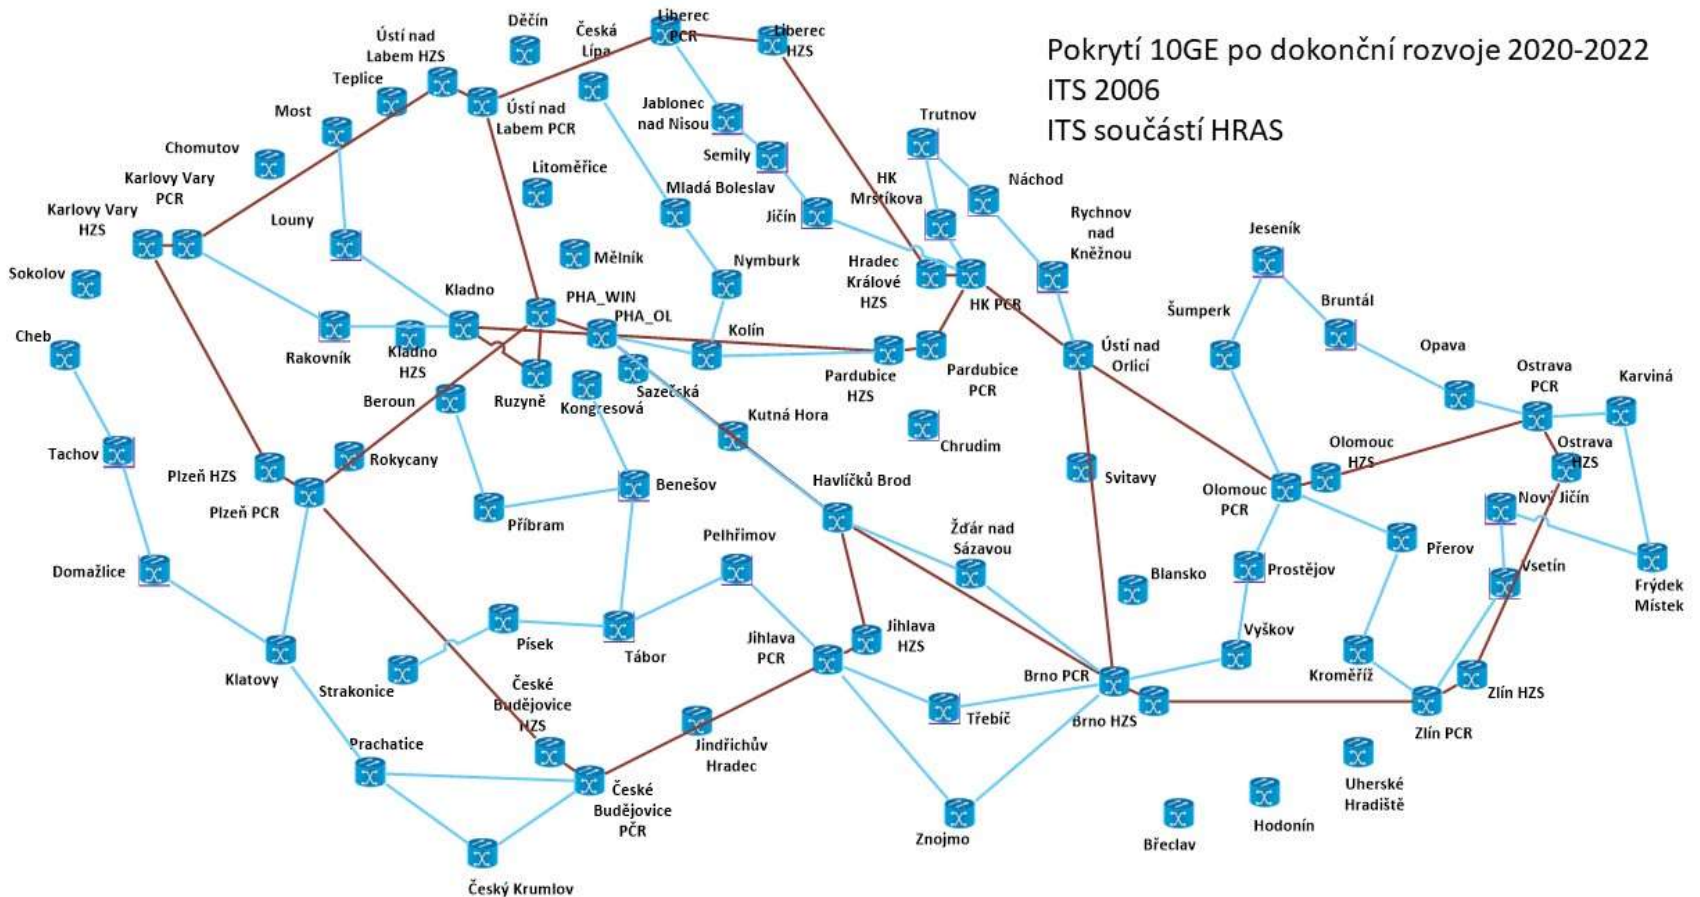 Pokrytí 10GE po dokonční rozvoje 2020-2022
ITS 2006
ITS součástí HRAS
Děčín
Česká
Lípa
Liberec
PCR
Liberec
HZS
Ústí nad
Labem HZS
Teplice
Most
Ústí nad
Labem PCR
Chomutov
Karlovy Vary
PCR
Karlovy Vary
HZS
Sokolov
Louny
Litoměřice
Mělník
Jablonec
nad Nisou
Semily
Mladá Boleslav
Jičín
Nymburk
Trutnov
HK
Mrštíkova
Náchod
Rychnov
nad
Kněžnou
Hradec
Králové
HZS
HK PCR
Jeseník
Šumperk
Bruntál
Opava
Ostrava
PCR
Karviná
Cheb
Rakovník
Kladno
Kladno
HZS
PHA_WIN
PHA_OL
Kolín
Pardubice
HZS
Pardubice
PCR
Ústí nad
Orlicí
Beroun
Ruzyně
Kongresová
Sazečská
Kutná Hora
Chrudim
Tachov
Plzeň HZS
Rokycany
Plzeň PCR
Benešov
Příbram
Havlíčků Brod
Svitavy
Olomouc
HZS
Olomouc
PCR
Ostrava
HZS
Nový Jičín
Domažlice
Pelhřimov
Žďár nad
Sázavou
Blansko
Prostějov
Přerov
Vsetín
Frýdek
Místek
Klatovy
Strakonice
Písek
Tábor
Jihlava
PCR
Jihlava
HZS
Brno PCR
Vyškov
Kroměříž
Zlín HZS
České
Budějovice
HZS
Prachatice
Jindřichův
Hradec
Třebíč
Brno HZS
Zlín PCR
České
Budějovice
PČR
Český Krumlov
Znojmo
Břeclav
Hodonín
Uherské
Hradiště